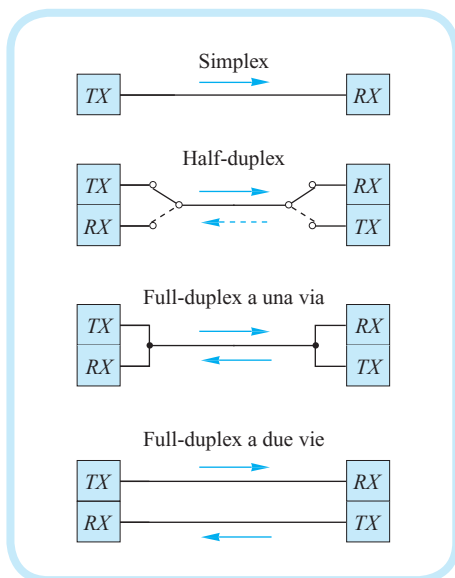 Simplex
TX RX
Half-duplex
TX RX
RX TX
Full-duplex a una via
TX RX
RX TX
Full-duplex a due vie
TX RX
RX TX